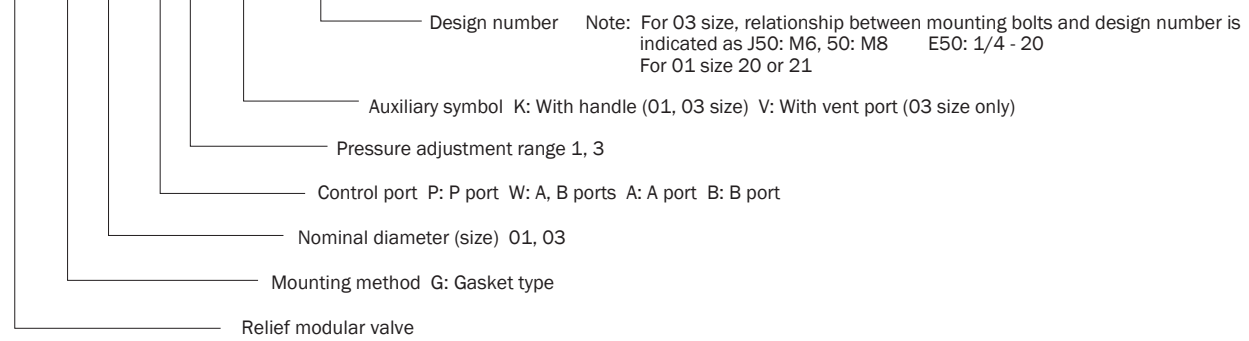 Design number Note: For 03 size, relationship between mounting bolts and design number is
indicated as J50: M6, 50: M8 E50: 1/4 - 20
For 01 size 20 or 21
Auxiliary symbol K: With handle (01, 03 size) V: With vent port (03 size only)
Pressure adjustment range 1, 3
Control port P: P port W: A, B ports A: A port B: B port
Nominal diameter (size) 01, 03
Mounting method G: Gasket type
Relief modular valve